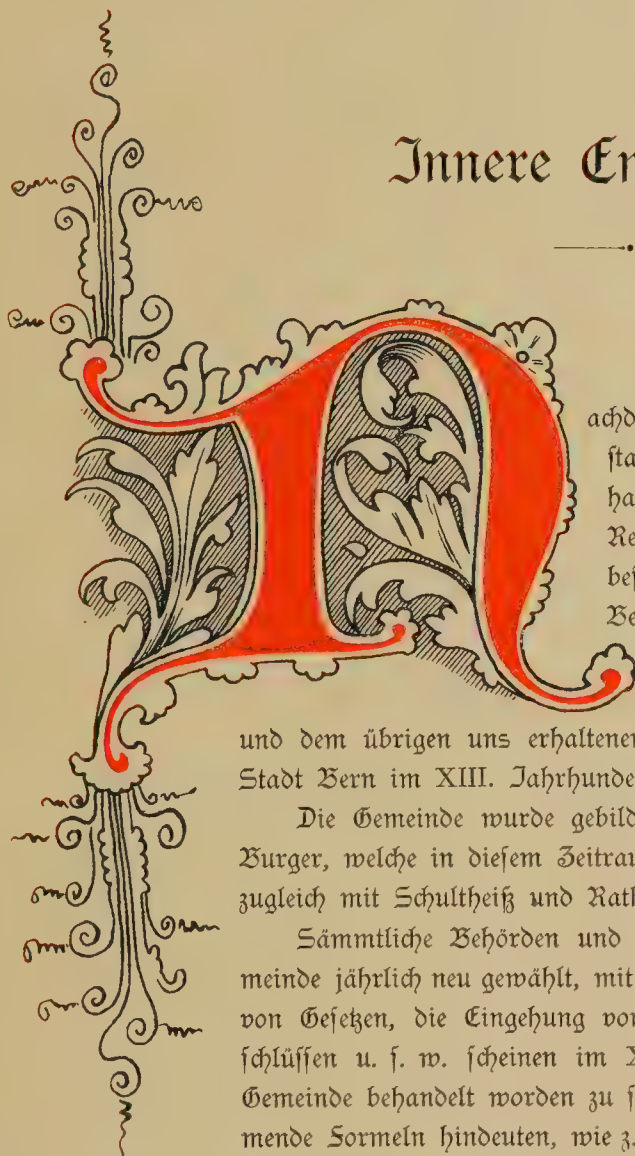 Innere En
N
achd
sta
ha
Re
bes
Be
und dem übrigen uns erhaltenen
Stadt Bern im XIII. Jahrhunde
Die Gemeinde wurde gebild
Burger, welche in diesem Zeitrau
zugleich mit Schultheiß und Rath
Sämmtliche Behörden und
meinde jährlich neu gewählt, mit
von Gesetzen, die Eingehung von
schlüssen u. s. w. scheinen im X
Gemeinde behandelt worden zu s
mende Formeln hindeuten, wie z.